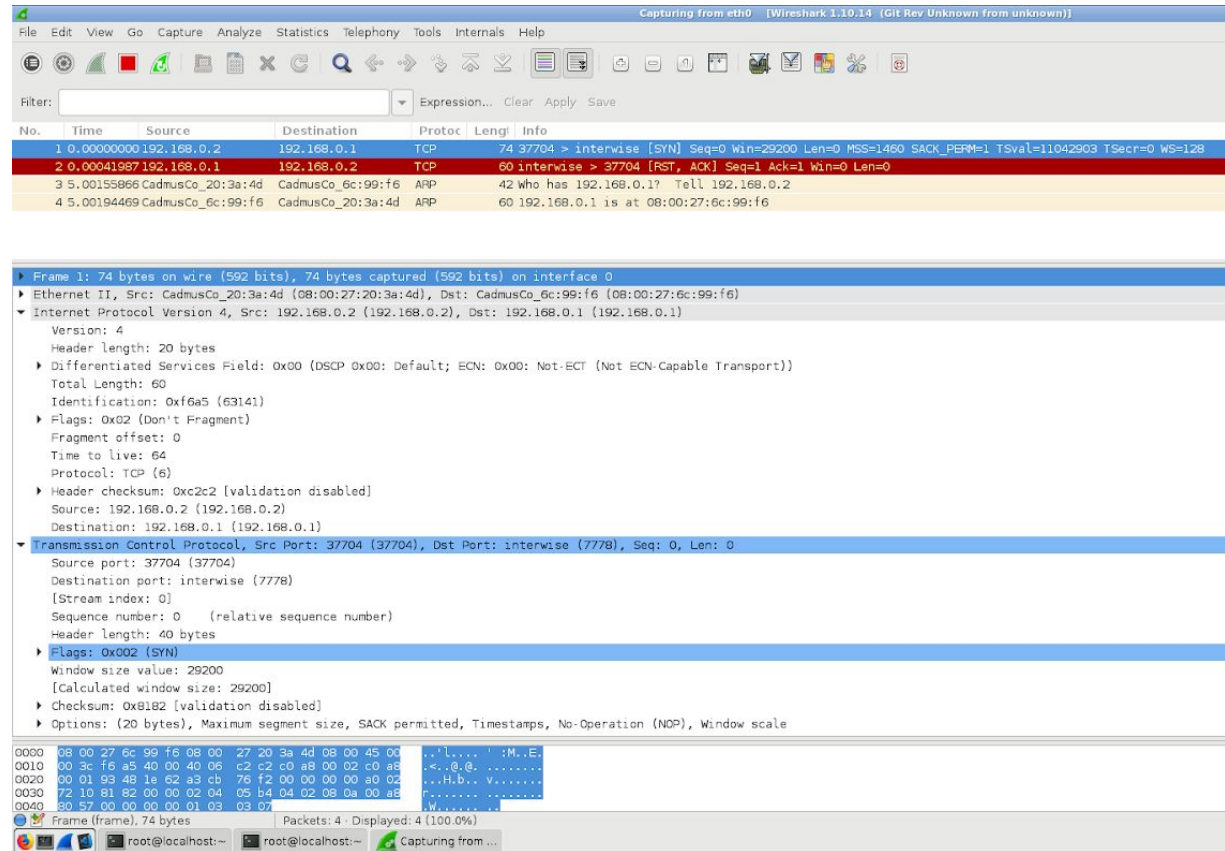 Capturing from eth0 [Wireshark 1.10.14 (Git Rev Unknown from unknown)]
File Edit View Go Capture Analyze Statistics Telephony Tools Internals Help
Filter: Expression... Clear Apply Save
No. Time Source Destination Protoc Lengt Info
1 0.00000000 192.168.0.2 192.168.0.1 TCP 74 37704 > interwise [SYN] Seq=0 Win=29200 Len=0 MSS=1460 SACK_PERM=1 TSval=11042903 TSecr=0 WS=128
2 0.00041987 192.168.0.1 192.168.0.2 TCP 60 interwise > 37704 [RST, ACK] Seq=1 Ack=1 Win=0 Len=0
3 5.00155866 CadmusCo_20:3a:4d CadmusCo_6c:99:f6 ARP 42 Who has 192.168.0.1? Tell 192.168.0.2
4 5.00194469 CadmusCo_6c:99:f6 CadmusCo_20:3a:4d ARP 60 192.168.0.1 is at 08:00:27:6c:99:f6
Frame 1: 74 bytes on wire (592 bits), 74 bytes captured (592 bits) on interface 0
Ethernet II, Src: CadmusCo_20:3a:4d (08:00:27:20:3a:4d), Dst: CadmusCo_6c:99:f6 (08:00:27:6c:99:f6)
Internet Protocol Version 4, Src: 192.168.0.2 (192.168.0.2), Dst: 192.168.0.1 (192.168.0.1)
Version: 4
Header length: 20 bytes
Differentiated Services Field: 0x00 (DSCP 0x00: Default; ECN: 0x00: Not-ECT (Not ECN-Capable Transport))
Total Length: 60
Identification: 0xf6a5 (63141)
Flags: 0x02 (Don't Fragment)
Fragment offset: 0
Time to live: 64
Protocol: TCP (6)
Header checksum: 0xc2c2 [validation disabled]
Source: 192.168.0.2 (192.168.0.2)
Destination: 192.168.0.1 (192.168.0.1)
Transmission Control Protocol, Src Port: 37704 (37704), Dst Port: interwise (7778), Seq: 0, Len: 0
Source port: 37704 (37704)
Destination port: interwise (7778)
[Stream index: 0]
Sequence number: 0 (relative sequence number)
Header length: 40 bytes
Flags: 0x002 (SYN)
Window size value: 29200
[Calculated window size: 29200]
Checksum: 0x8182 [validation disabled]
Options: (20 bytes), Maximum segment size, SACK permitted, Timestamps, No-Operation (NOP), Window scale
0000 08 00 27 6c 99 f6 08 00 27 20 3a 4d 08 00 45 00 ..'l.... ' :M..E.
0010 00 3c f6 a5 40 00 40 06 c2 c2 c0 a8 00 02 c0 a8 .<..@.@. ........
0020 00 01 93 48 1e 62 a3 cb 76 f2 00 00 00 00 a0 02 ...H.b.. v.......
0030 72 10 81 82 00 00 02 04 05 b4 04 02 08 0a 00 a8 r....... ........
0040 80 57 00 00 00 00 01 03 03 07 .W...... ..
Frame (frame), 74 bytes Packets: 4 · Displayed: 4 (100.0%)
root@localhost:~ root@localhost:~ Capturing from ...